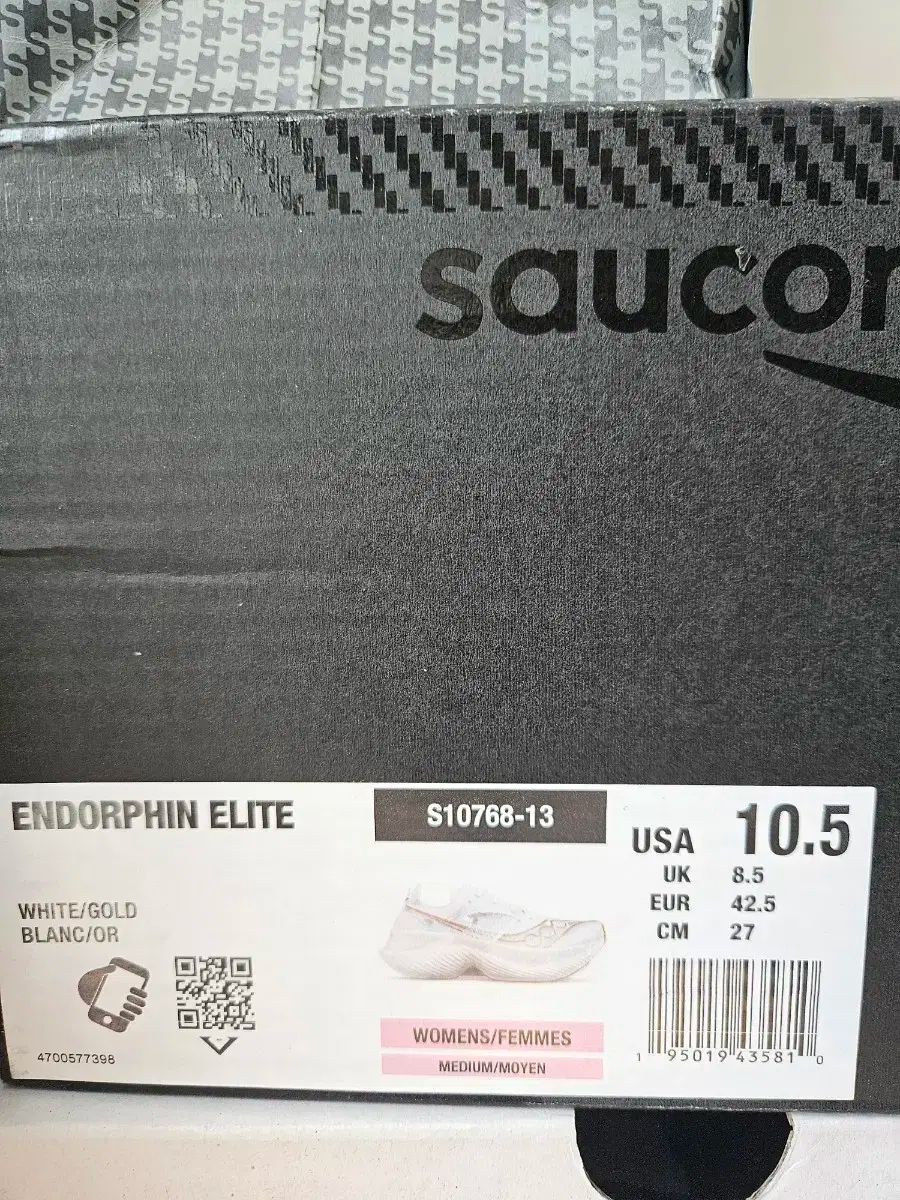 saucon
ENDORPHIN ELITE
S10768-13
USA 10.5
UK 8.5
EUR 42.5
CM 27
WHITE/GOLD
BLANC/OR
WOMENS/FEMMES
MEDIUM/MOYEN
4700577398
1 95019 43581 0